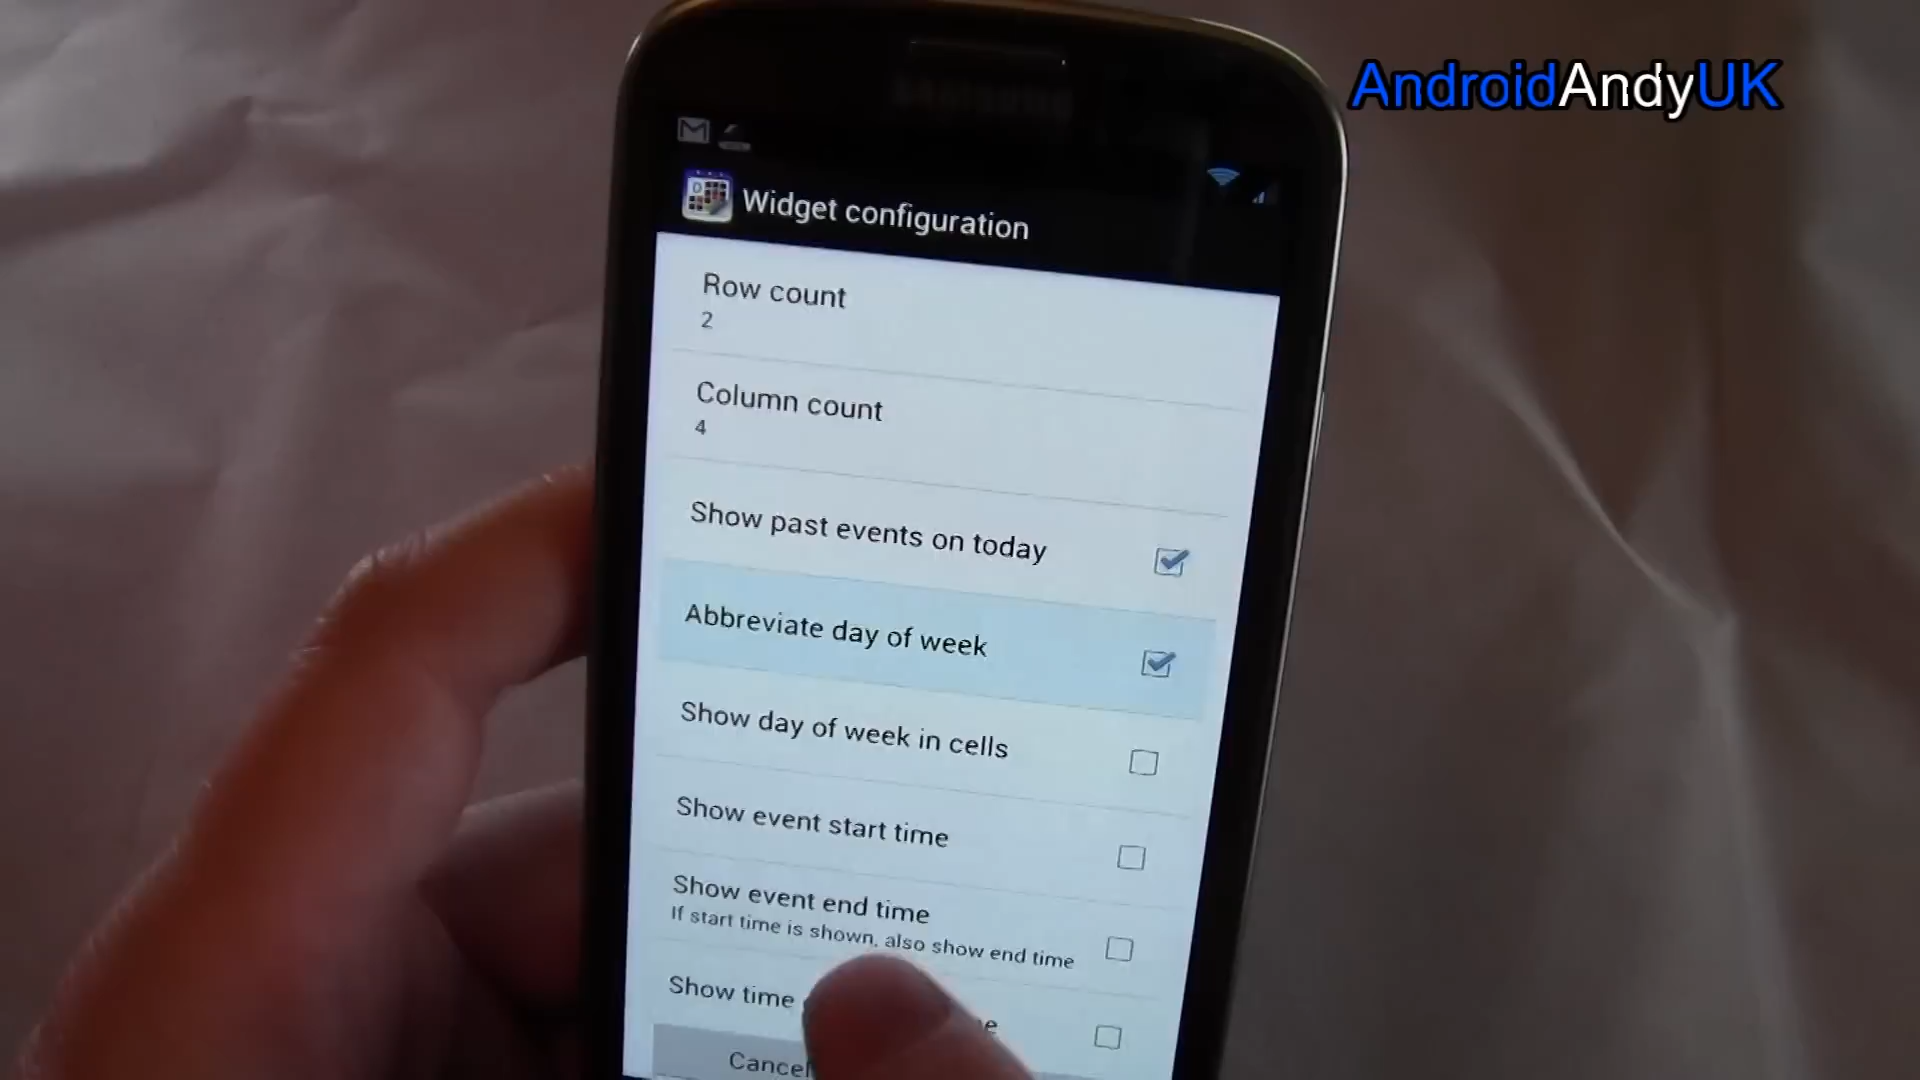 AndroidAndyUK
Widget configuration
Row count
2
Column count
4
Show past events on today
Abbreviate day of week
Show day of week in cells
Show event start time
Show event end time
If start time is shown, also show end time
Show time
Cancel